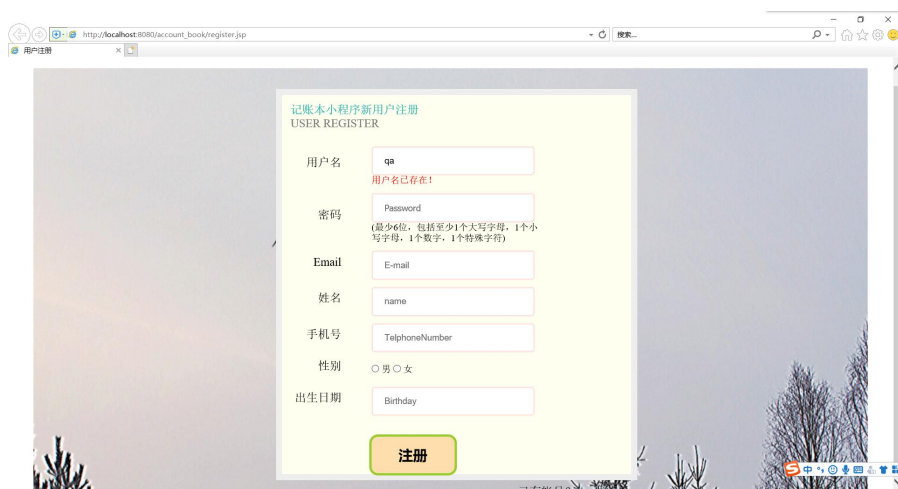 http://localhost:8080/account_book/register.jsp
搜索...
用户注册
记账本小程序新用户注册
USER REGISTER
用户名
qa
用户名已存在!
密码
Password
(最少6位，包括至少1个大写字母，1个小
写字母，1个数字，1个特殊字符)
Email
E-mail
姓名
name
手机号
TelphoneNumber
性别
男 女
出生日期
Birthday
注册
中